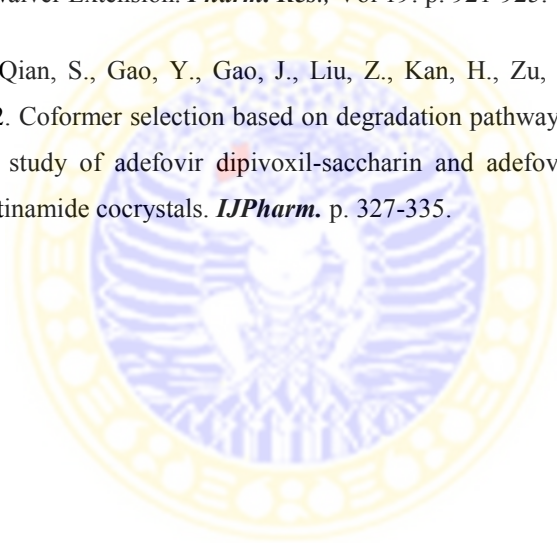 Waiver Extension. Pharm. Res., Vol 19. p. 921-925.
Qian, S., Gao, Y., Gao, J., Liu, Z., Kan, H., Zu,
2. Coformer selection based on degradation pathway
study of adefovir dipivoxil-saccharin and adefov
tinamide cocrystals. IJPharm. p. 327-335.